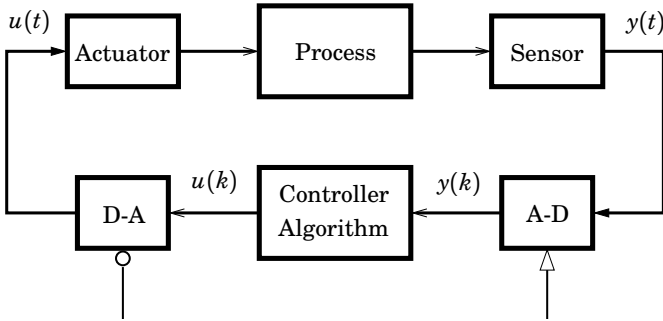 u(t)
y(t)
Actuator
Process
Sensor
u(k)
y(k)
D-A
Controller
Algorithm
A-D